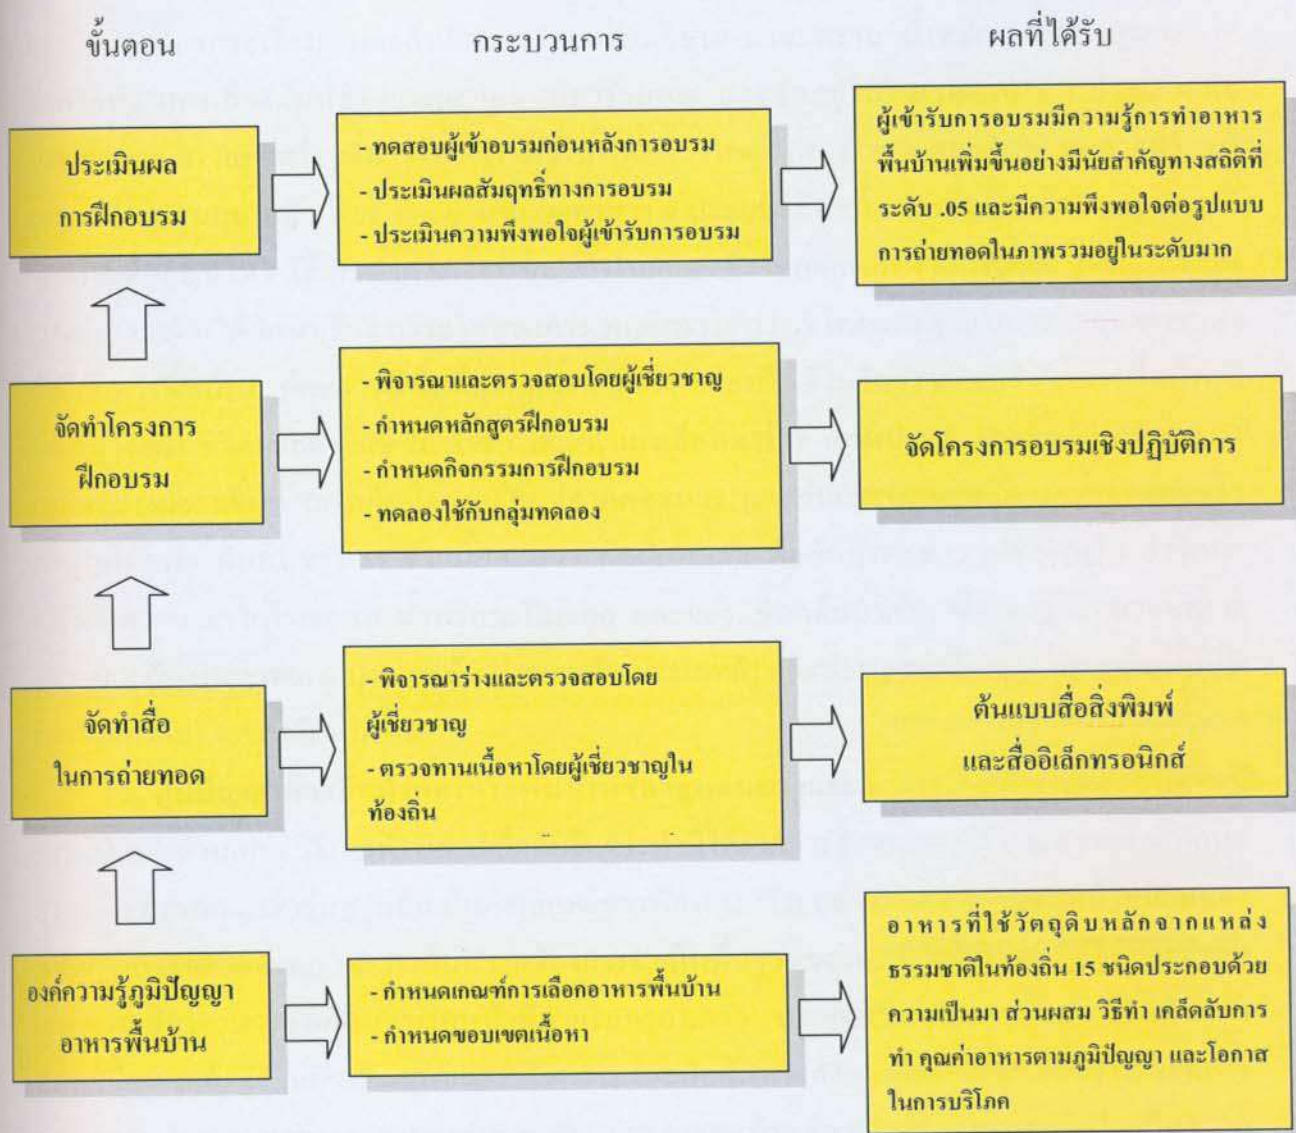 ขั้นตอน
กระบวนการ
ผลที่ได้รับ
ประเมินผล
การฝึกอบรม
- ทดสอบผู้เข้าอบรมก่อนหลังการอบรม
- ประเมินผลสัมฤทธิ์ทางการอบรม
- ประเมินความพึงพอใจผู้เข้ารับการอบรม
ผู้เข้ารับการอบรมมีความรู้การทำอาหาร
พื้นบ้านเพิ่มขึ้นอย่างมีนัยสำคัญทางสถิติที่
ระดับ .05 และมีความพึงพอใจต่อรูปแบบ
การถ่ายทอดในภาพรวมอยู่ในระดับมาก
จัดทำโครงการ
ฝึกอบรม
- พิจารณาและตรวจสอบโดยผู้เชี่ยวชาญ
- กำหนดหลักสูตรฝึกอบรม
- กำหนดกิจกรรมการฝึกอบรม
- ทดลองใช้กับกลุ่มทดลอง
จัดโครงการอบรมเชิงปฏิบัติการ
จัดทำสื่อ
ในการถ่ายทอด
- พิจารณาร่างและตรวจสอบโดย
ผู้เชี่ยวชาญ
- ตรวจทานเนื้อหาโดยผู้เชี่ยวชาญใน
ท้องถิ่น
ต้นแบบสื่อสิ่งพิมพ์
และสื่ออิเล็กทรอนิกส์
องค์ความรู้ภูมิปัญญา
อาหารพื้นบ้าน
- กำหนดเกณฑ์การเลือกอาหารพื้นบ้าน
- กำหนดขอบเขตเนื้อหา
อาหารที่ใช้วัตถุดิบหลักจากแหล่ง
ธรรมชาติในท้องถิ่น 15 ชนิดประกอบด้วย
ความเป็นมา ส่วนผสม วิธีทำ เคล็ดลับการ
ทำ คุณค่าอาหารตามภูมิปัญญา และโอกาส
ในการบริโภค